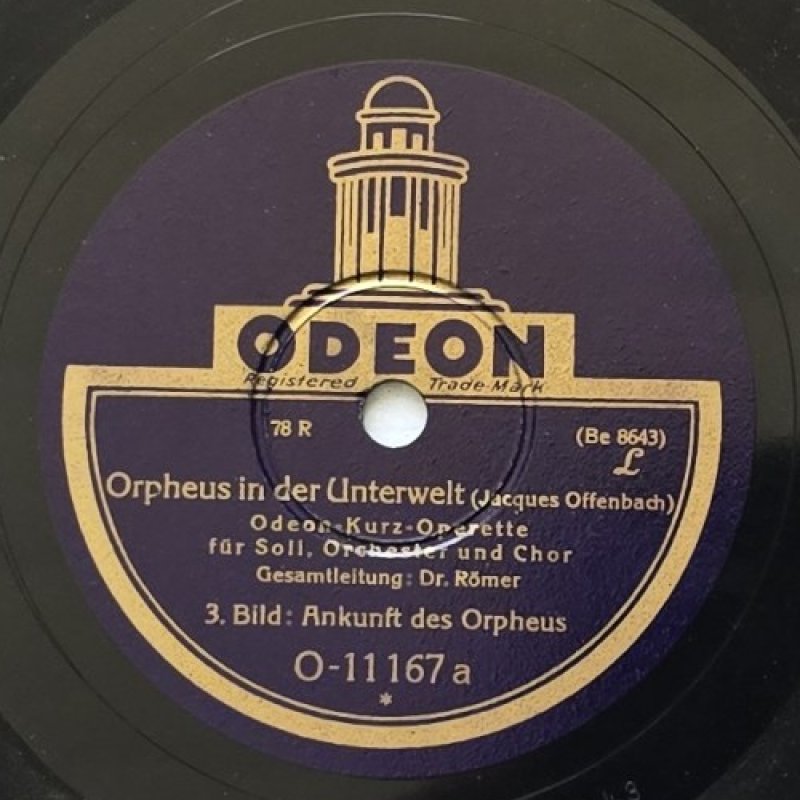 ODEON
Registered Trade Mark
78 R
(Be 8643)
L
Orpheus in der Unterwelt (Jacques Offenbach)
Odeon-Kurz-Operette
für Soli, Orchester und Chor
Gesamtleitung: Dr. Römer
3. Bild: Ankunft des Orpheus
O-11167a
*